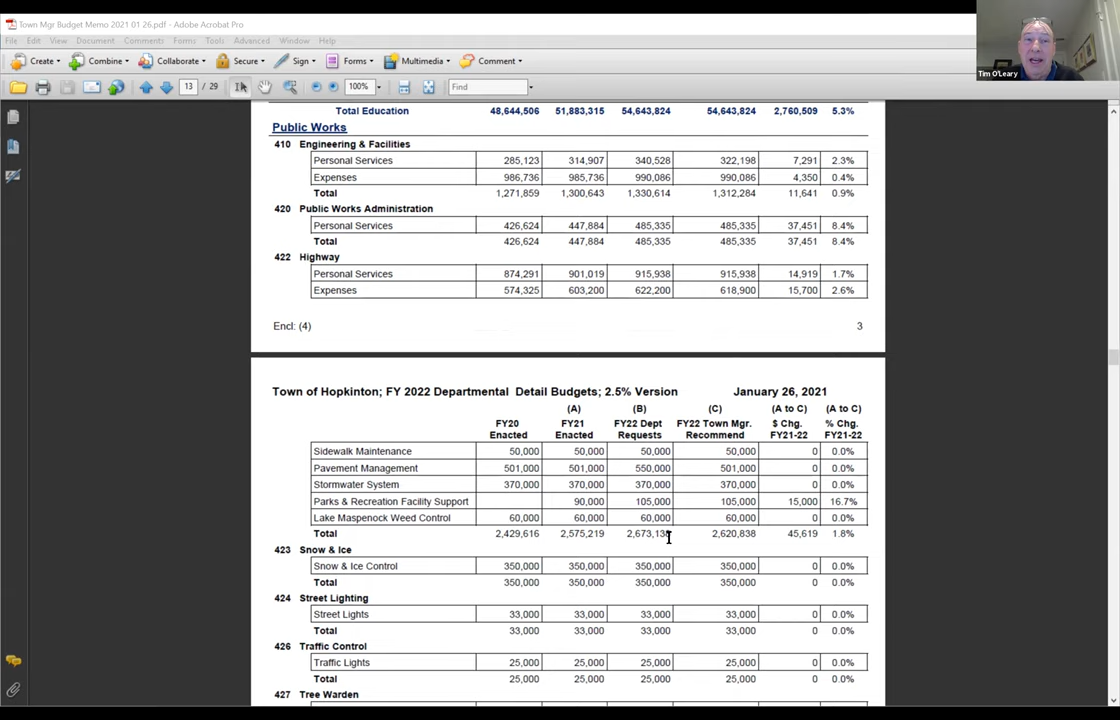 Town Mgr Budget Memo 2021 01 26.pdf - Adobe Acrobat Pro
File Edit View Document Comments Forms Tools Advanced Window Help
Create Combine Collaborate Secure Sign Forms Multimedia Comment
13 / 29 100% Find
Tim O'Leary
Total Education 48,644,506 51,883,315 54,643,824 54,643,824 2,760,509 5.3%
Public Works
410 Engineering & Facilities
Personal Services 285,123 314,907 340,528 322,198 7,291 2.3%
Expenses 986,736 985,736 990,086 990,086 4,350 0.4%
Total 1,271,859 1,300,643 1,330,614 1,312,284 11,641 0.9%
420 Public Works Administration
Personal Services 426,624 447,884 485,335 485,335 37,451 8.4%
Total 426,624 447,884 485,335 485,335 37,451 8.4%
422 Highway
Personal Services 874,291 901,019 915,938 915,938 14,919 1.7%
Expenses 574,325 603,200 622,200 618,900 15,700 2.6%
Encl: (4) 3
Town of Hopkinton; FY 2022 Departmental Detail Budgets; 2.5% Version January 26, 2021
(A) (B) (C) (A to C) (A to C)
FY20 FY21 FY22 Dept FY22 Town Mgr. $ Chg. % Chg.
Enacted Enacted Requests Recommend FY21-22 FY21-22
Sidewalk Maintenance 50,000 50,000 50,000 50,000 0 0.0%
Pavement Management 501,000 501,000 550,000 501,000 0 0.0%
Stormwater System 370,000 370,000 370,000 370,000 0 0.0%
Parks & Recreation Facility Support 90,000 105,000 105,000 15,000 16.7%
Lake Maspenock Weed Control 60,000 60,000 60,000 60,000 0 0.0%
Total 2,429,616 2,575,219 2,620,838 45,619 1.8%
423 Snow & Ice
Snow & Ice Control 350,000 350,000 350,000 350,000 0 0.0%
Total 350,000 350,000 350,000 350,000 0 0.0%
424 Street Lighting
Street Lights 33,000 33,000 33,000 33,000 0 0.0%
Total 33,000 33,000 33,000 33,000 0 0.0%
426 Traffic Control
Traffic Lights 25,000 25,000 25,000 25,000 0 0.0%
Total 25,000 25,000 25,000 25,000 0 0.0%
427 Tree Warden